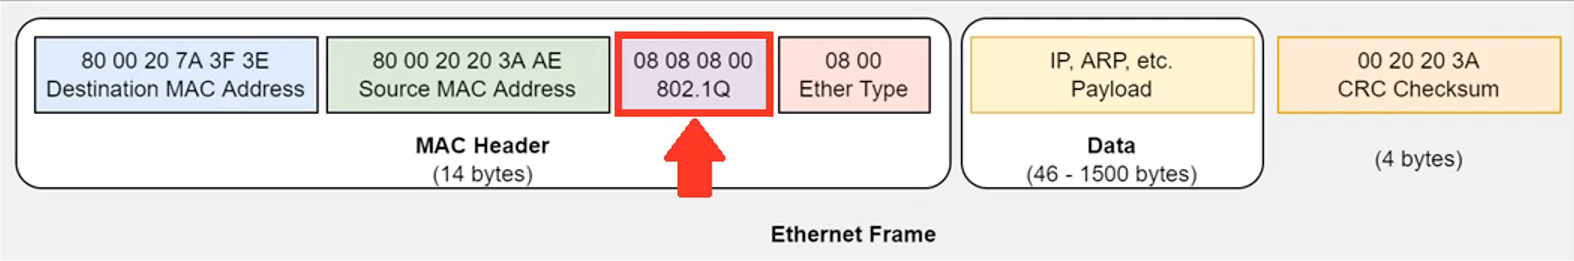 80 00 20 7A 3F 3E
Destination MAC Address
80 00 20 20 3A AE
Source MAC Address
08 08 08 00
802.1Q
08 00
Ether Type
MAC Header
(14 bytes)
IP, ARP, etc.
Payload
Data
(46 - 1500 bytes)
00 20 20 3A
CRC Checksum
(4 bytes)
Ethernet Frame